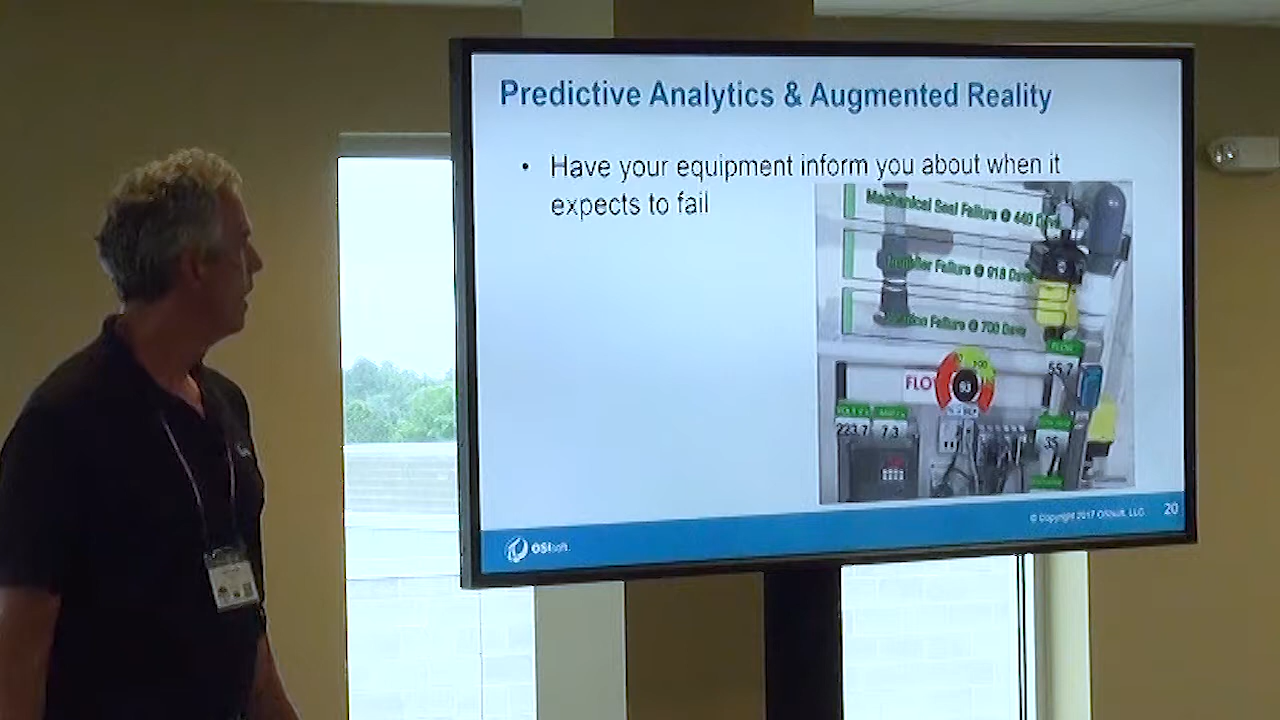 Predictive Analytics & Augmented Reality
• Have your equipment inform you about when it
expects to fail
Mechanical Seal Failure @ 440 Days
Failure @ 918 Days
Failure @ 700 Days
FLOW
55.7
FLO
93
223.7
7.3
35
OSIsoft.
© Copyright 2017 OSIsoft, LLC
20